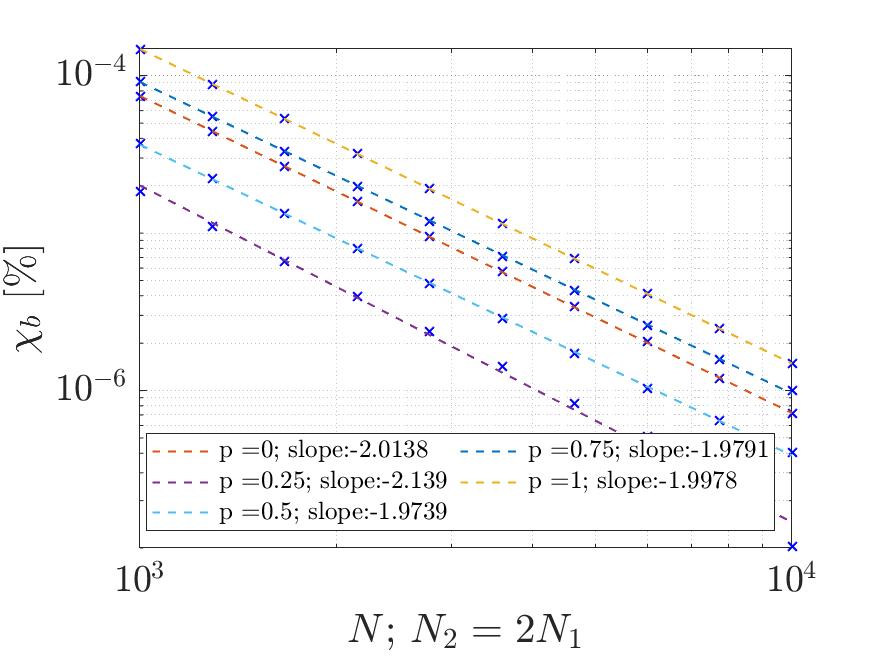 10^{-4}
χ_b [%]
10^{-6}
p =0; slope:-2.0138
p =0.75; slope:-1.9791
p =0.25; slope:-2.139
p =1; slope:-1.9978
p =0.5; slope:-1.9739
10^3
10^4
N; N_2 = 2N_1